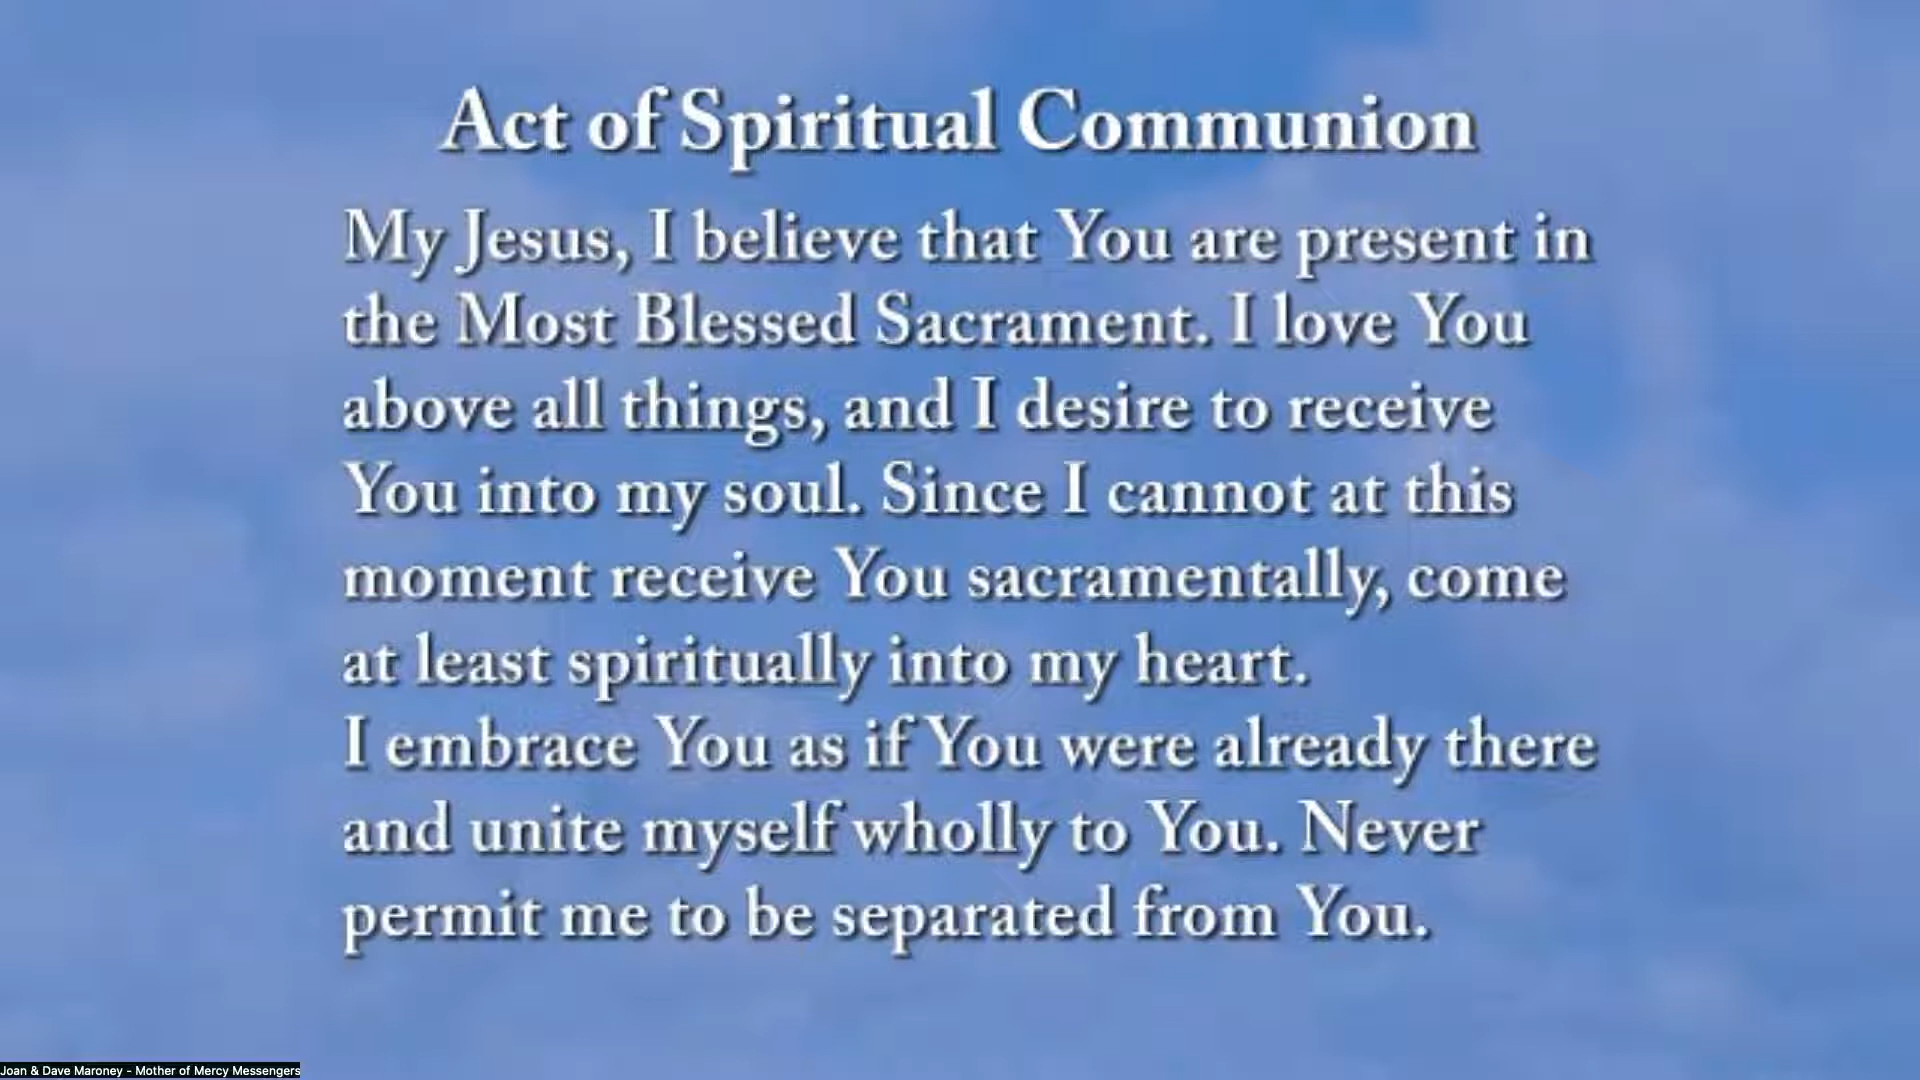 Act of Spiritual Communion
My Jesus, I believe that You are present in
the Most Blessed Sacrament. I love You
above all things, and I desire to receive
You into my soul. Since I cannot at this
moment receive You sacramentally, come
at least spiritually into my heart.
I embrace You as if You were already there
and unite myself wholly to You. Never
permit me to be separated from You.
Joan & Dave Maroney - Mother of Mercy Messengers